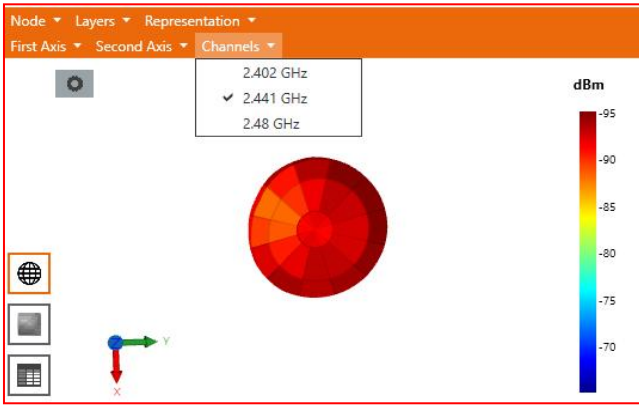 Node Layers Representation
First Axis Second Axis Channels
2.402 GHz
2.441 GHz
2.48 GHz
dBm
-95
-90
-85
-80
-75
-70
Z
Y
X